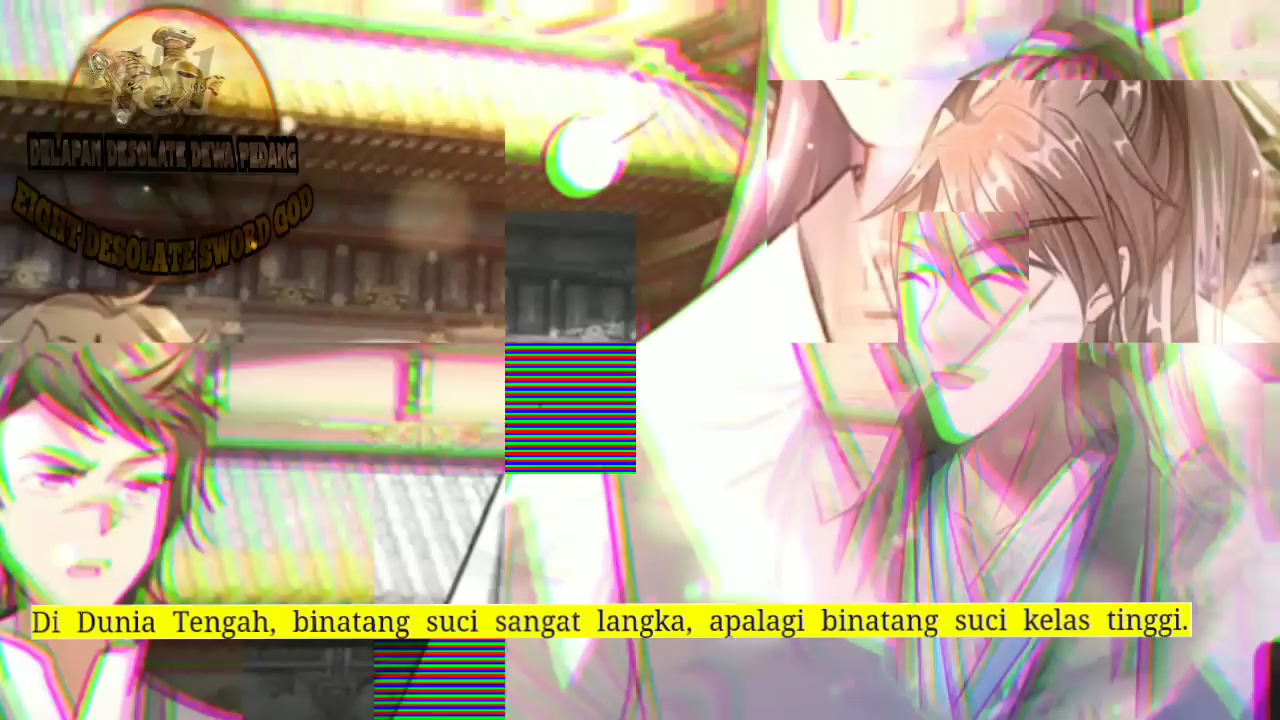 DELAPAN DESOLATE DEWA PEDANG
EIGHT DESOLATE SWORD GOD
Di Dunia Tengah, binatang suci sangat langka, apalagi binatang suci kelas tinggi.